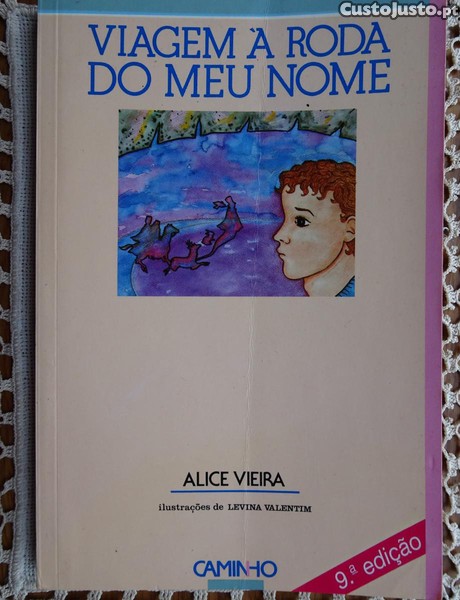 CustoJusto.pt
VIAGEM À RODA
DO MEU NOME
ALICE VIEIRA
ilustrações de LEVINA VALENTIM
CAMINHO
9.ª edição